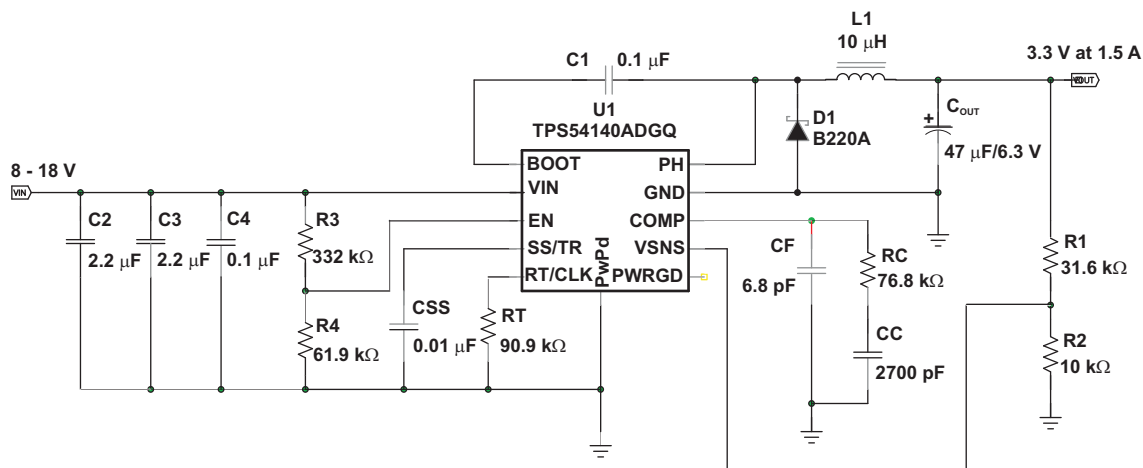 L1
10 μH
3.3 V at 1.5 A
C1
0.1 μF
U1
TPS54140ADGQ
D1
B220A
C_OUT
+
47 μF/6.3 V
8 - 18 V
VIN
BOOT
VIN
EN
SS/TR
RT/CLK
PwPd
PH
GND
COMP
VSNS
PWRGD
C2
2.2 μF
C3
2.2 μF
C4
0.1 μF
R3
332 kΩ
R4
61.9 kΩ
CSS
0.01 μF
RT
90.9 kΩ
CF
6.8 pF
RC
76.8 kΩ
CC
2700 pF
R1
31.6 kΩ
R2
10 kΩ